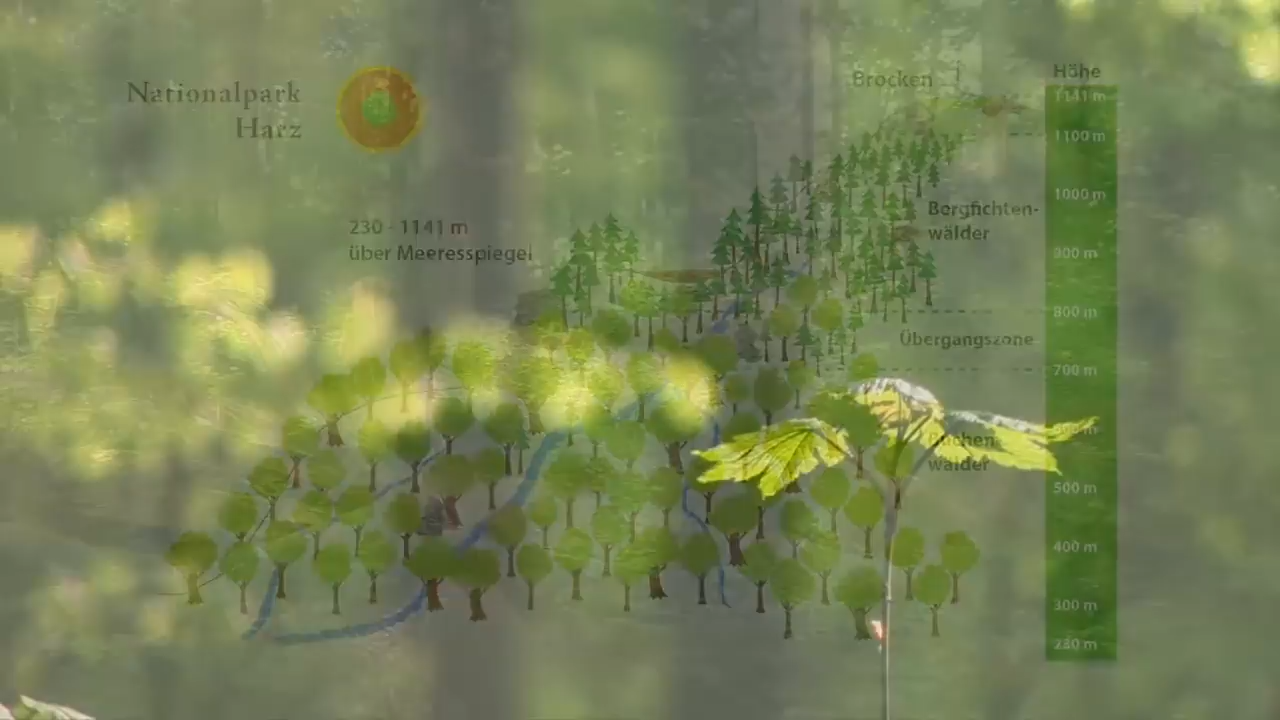 Nationalpark
Harz
230 - 1141 m
über Meeresspiegel
Brocken
Höhe
1141 m
1100 m
1000 m
Bergfichten-
wälder
900 m
800 m
Übergangszone
700 m
Buchen-
wälder
500 m
400 m
300 m
230 m